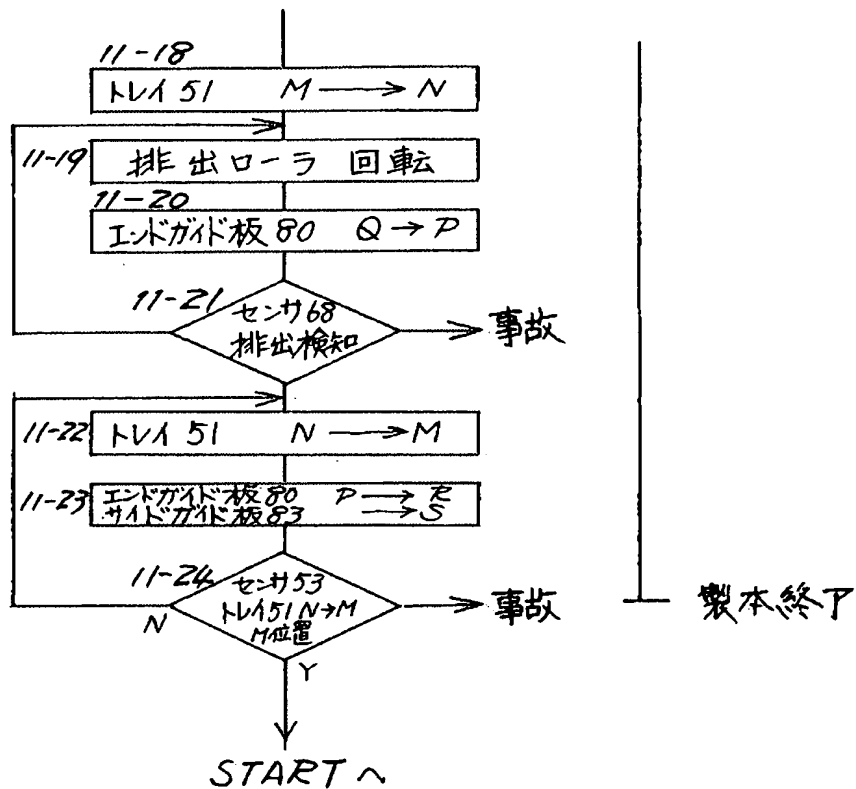 11-18
トレイ 51 M → N
11-19
排出ローラ 回転
11-20
エンドガイド板 80 Q → P
11-21
センサ 68
排出検知
事故
11-22
トレイ 51 N → M
11-23
エンドガイド板 80 P → R
サイドガイド板 83 → S
11-24
センサ 53
トレイ 51 N→M
M位置
N
事故
製本終了
Y
START へ